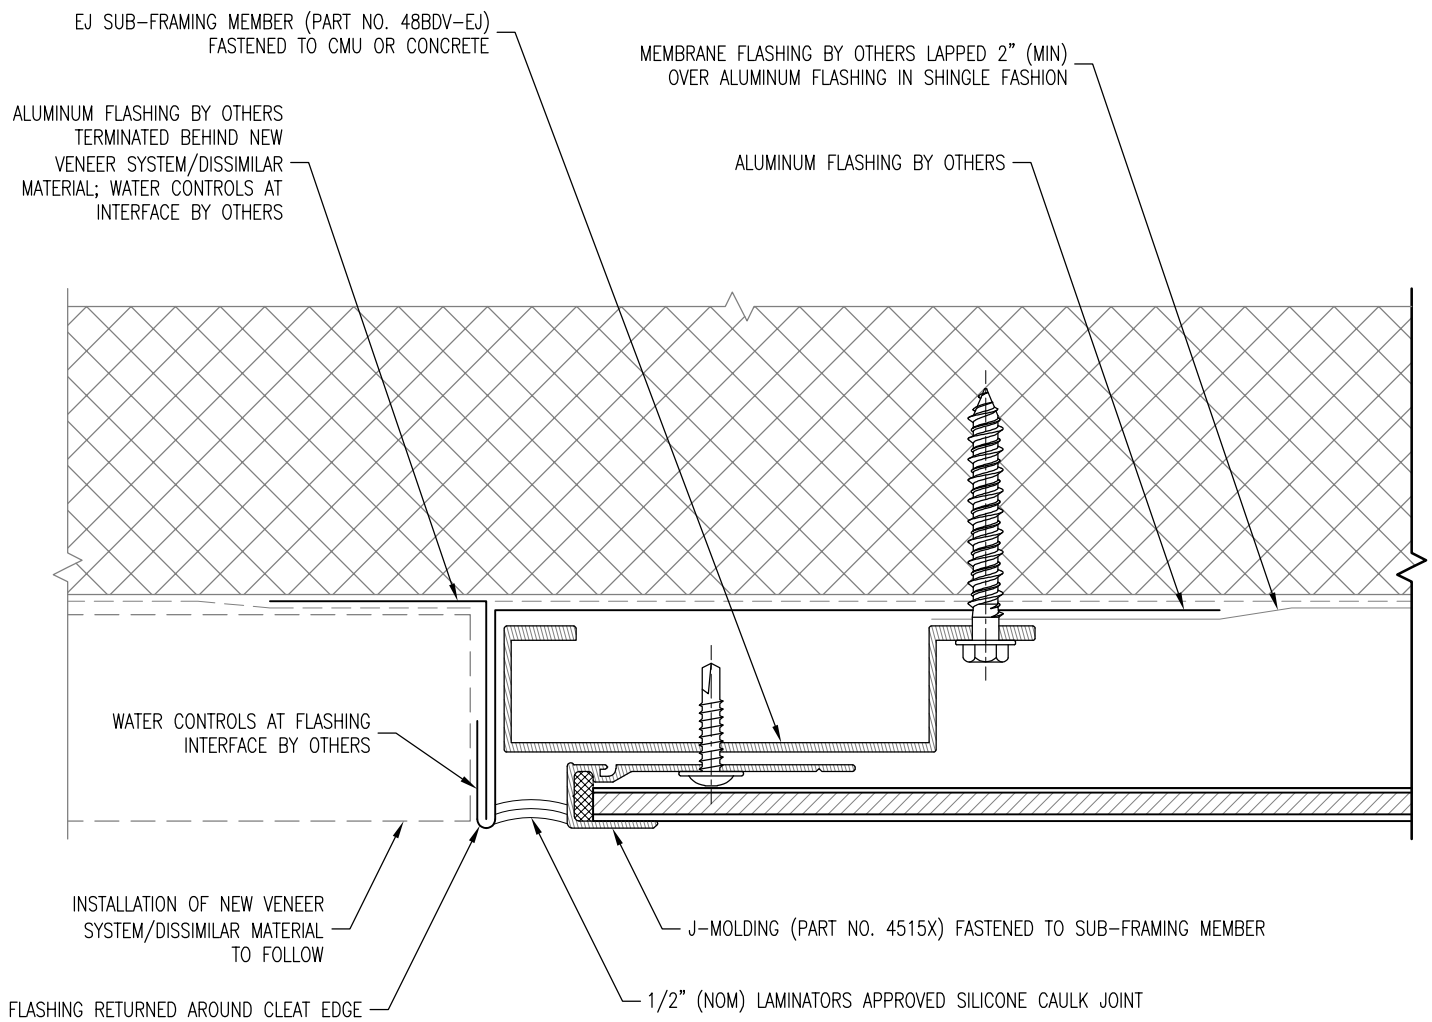 EJ SUB-FRAMING MEMBER (PART NO. 48BDV-EJ)
FASTENED TO CMU OR CONCRETE
MEMBRANE FLASHING BY OTHERS LAPPED 2" (MIN)
OVER ALUMINUM FLASHING IN SHINGLE FASHION
ALUMINUM FLASHING BY OTHERS
TERMINATED BEHIND NEW
VENEER SYSTEM/DISSIMILAR
MATERIAL; WATER CONTROLS AT
INTERFACE BY OTHERS
ALUMINUM FLASHING BY OTHERS
WATER CONTROLS AT FLASHING
INTERFACE BY OTHERS
INSTALLATION OF NEW VENEER
SYSTEM/DISSIMILAR MATERIAL
TO FOLLOW
J-MOLDING (PART NO. 4515X) FASTENED TO SUB-FRAMING MEMBER
FLASHING RETURNED AROUND CLEAT EDGE
1/2" (NOM) LAMINATORS APPROVED SILICONE CAULK JOINT